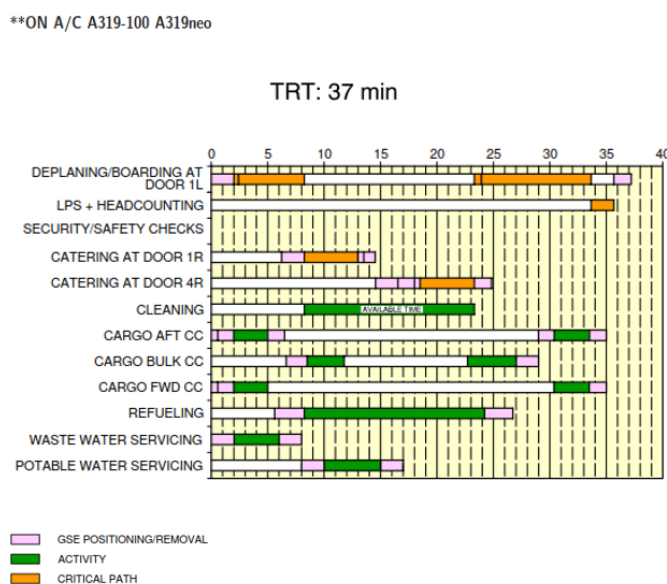 **ON A/C A319-100 A319neo
TRT: 37 min
0 5 10 15 20 25 30 35 40
DEPLANING/BOARDING AT
DOOR 1L
LPS + HEADCOUNTING
SECURITY/SAFETY CHECKS
CATERING AT DOOR 1R
CATERING AT DOOR 4R
CLEANING
AVAILABLE TIME
CARGO AFT CC
CARGO BULK CC
CARGO FWD CC
REFUELING
WASTE WATER SERVICING
POTABLE WATER SERVICING
GSE POSITIONING/REMOVAL
ACTIVITY
CRITICAL PATH